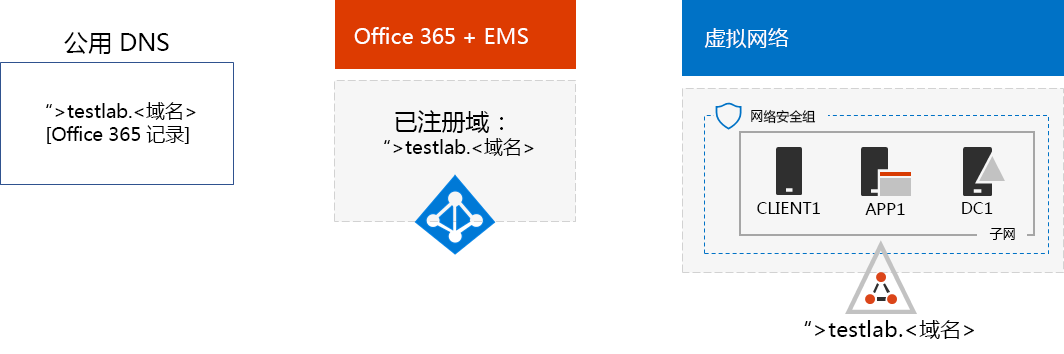 公用 DNS
“>testlab.<域名>
[Office 365 记录]
Office 365 + EMS
已注册域：
“>testlab.<域名>
虚拟网络
网络安全组
CLIENT1
APP1
DC1
子网
“>testlab.<域名>